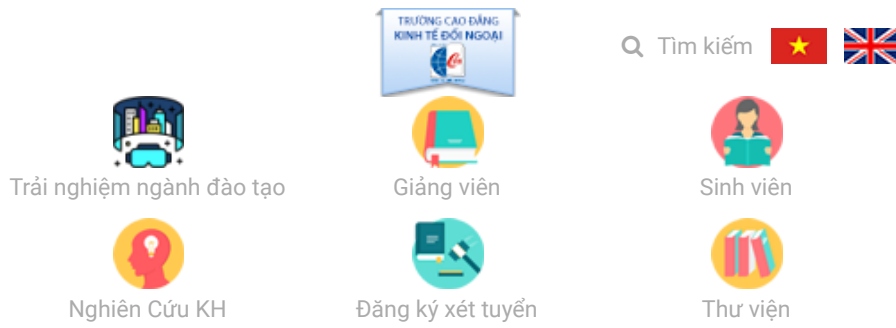 TRƯỜNG CAO ĐẲNG
KINH TẾ ĐỐI NGOẠI
Tìm kiếm
Trải nghiệm ngành đào tạo
Giảng viên
Sinh viên
Nghiên Cứu KH
Đăng ký xét tuyển
Thư viện